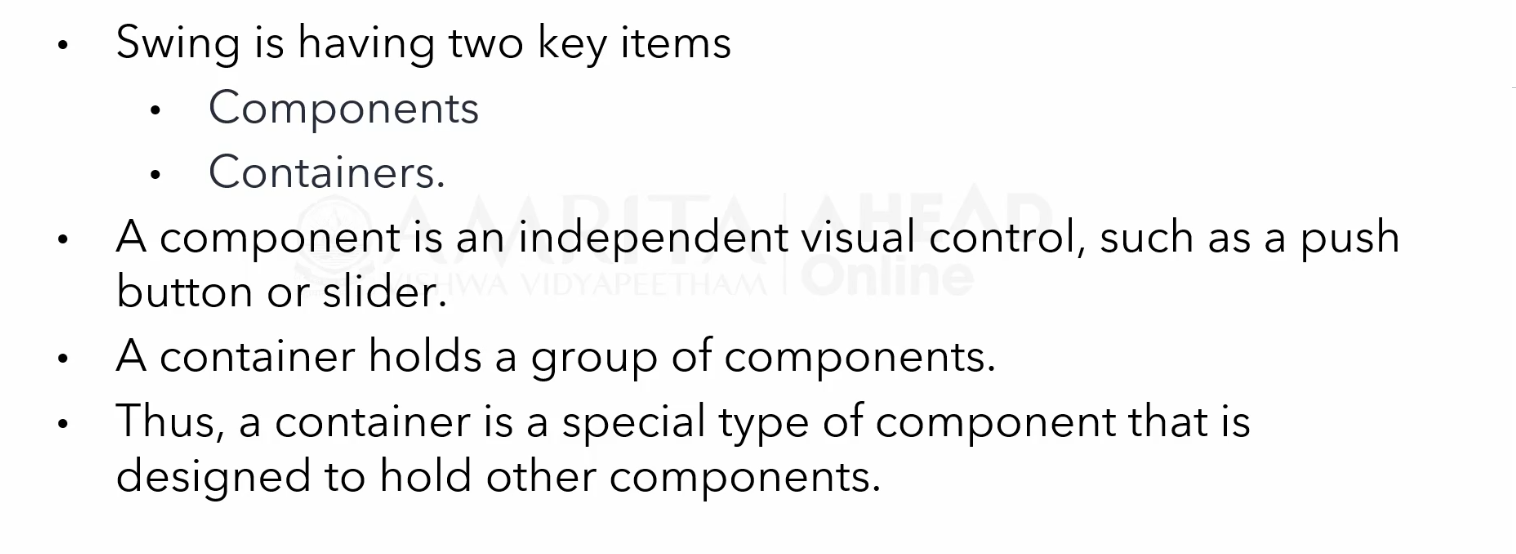 • Swing is having two key items
• Components
• Containers.
AMRITA AHEAD
VISHWA VIDYAPEETHAM Online
• A component is an independent visual control, such as a push
button or slider.
• A container holds a group of components.
• Thus, a container is a special type of component that is
designed to hold other components.